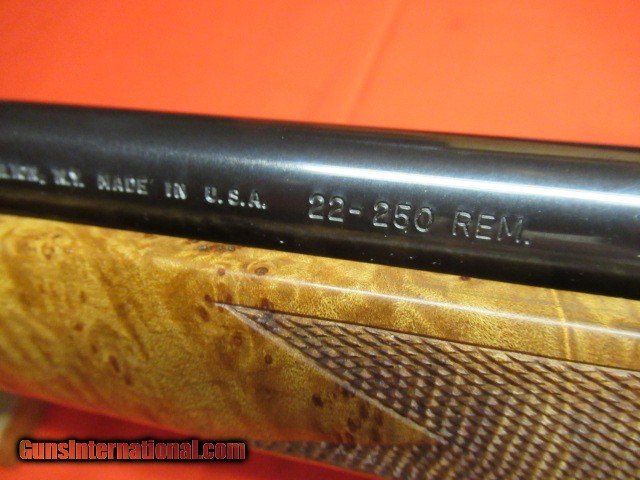 N.Y. MADE IN U.S.A. 22-250 REM.
GunsInternational.com